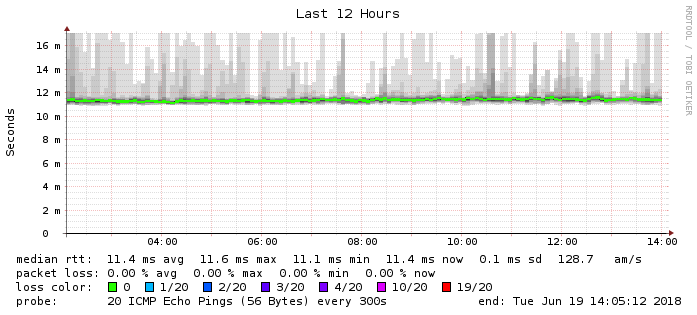 Last 12 Hours
RRDTOOL / TOBI OETIKER
Seconds
16 m
14 m
12 m
10 m
8 m
6 m
4 m
2 m
0
04:00 06:00 08:00 10:00 12:00 14:00
median rtt: 11.4 ms avg 11.6 ms max 11.1 ms min 11.4 ms now 0.1 ms sd 128.7 am/s
packet loss: 0.00 % avg 0.00 % max 0.00 % min 0.00 % now
loss color: 0 1/20 2/20 3/20 4/20 10/20 19/20
probe: 20 ICMP Echo Pings (56 Bytes) every 300s end: Tue Jun 19 14:05:12 2018